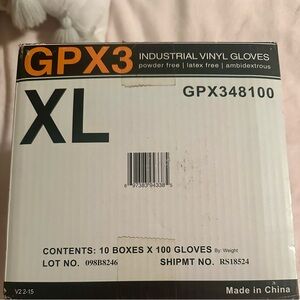 GPX3 INDUSTRIAL VINYL GLOVES
powder free | latex free | ambidextrous
XL
GPX348100
CONTENTS: 10 BOXES X 100 GLOVES By: Weight
LOT NO. 098B8246 SHIPMT NO. RS18524
V2 2-15
Made in China